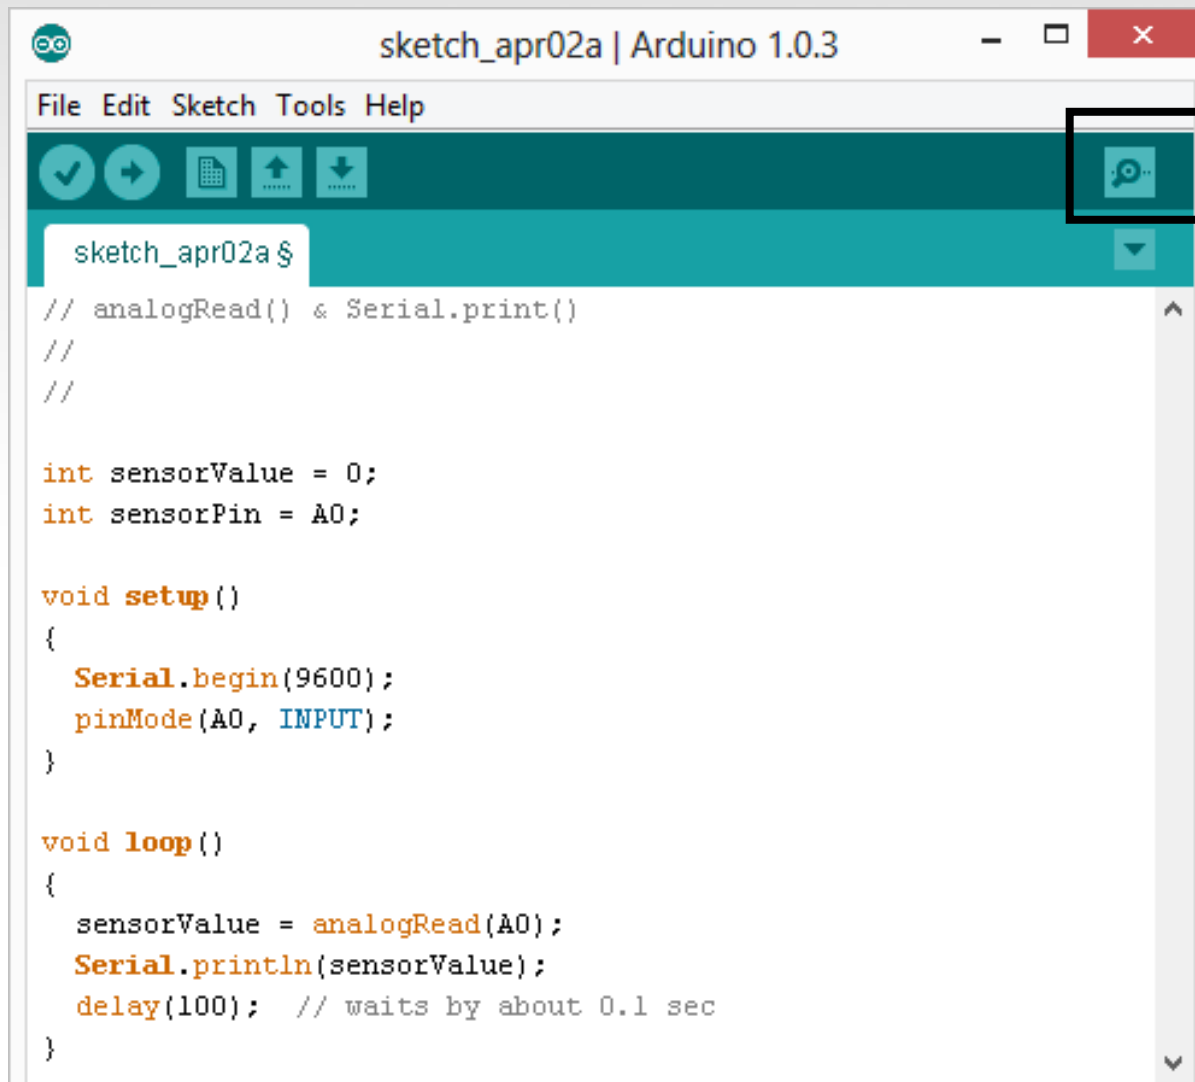 sketch_apr02a | Arduino 1.0.3
File Edit Sketch Tools Help
sketch_apr02a §
// analogRead() & Serial.print()
//
//

int sensorValue = 0;
int sensorPin = A0;

void setup()
{
  Serial.begin(9600);
  pinMode(A0, INPUT);
}

void loop()
{
  sensorValue = analogRead(A0);
  Serial.println(sensorValue);
  delay(100);  // waits by about 0.1 sec
}